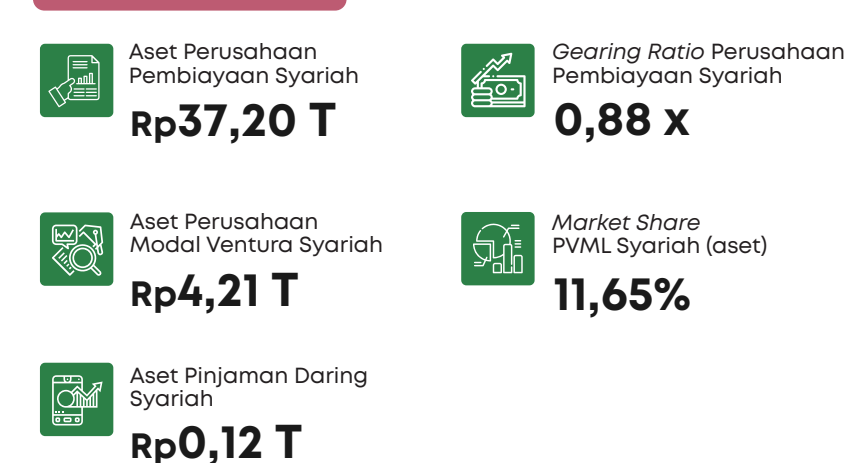 Aset Perusahaan
Pembiayaan Syariah
Rp37,20 T
Gearing Ratio Perusahaan
Pembiayaan Syariah
0,88 x
Aset Perusahaan
Modal Ventura Syariah
Rp4,21 T
Market Share
PVML Syariah (aset)
11,65%
Aset Pinjaman Daring
Syariah
Rp0,12 T